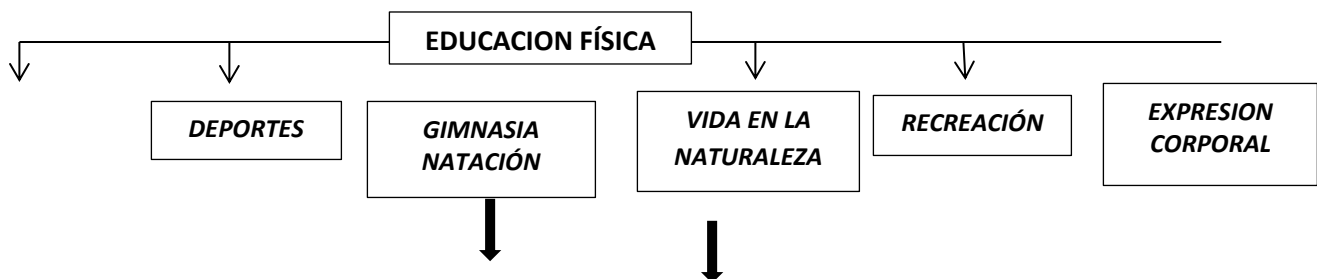 EDUCACION FÍSICA
DEPORTES
GIMNASIA
NATACIÓN
VIDA EN LA
NATURALEZA
RECREACIÓN
EXPRESION
CORPORAL